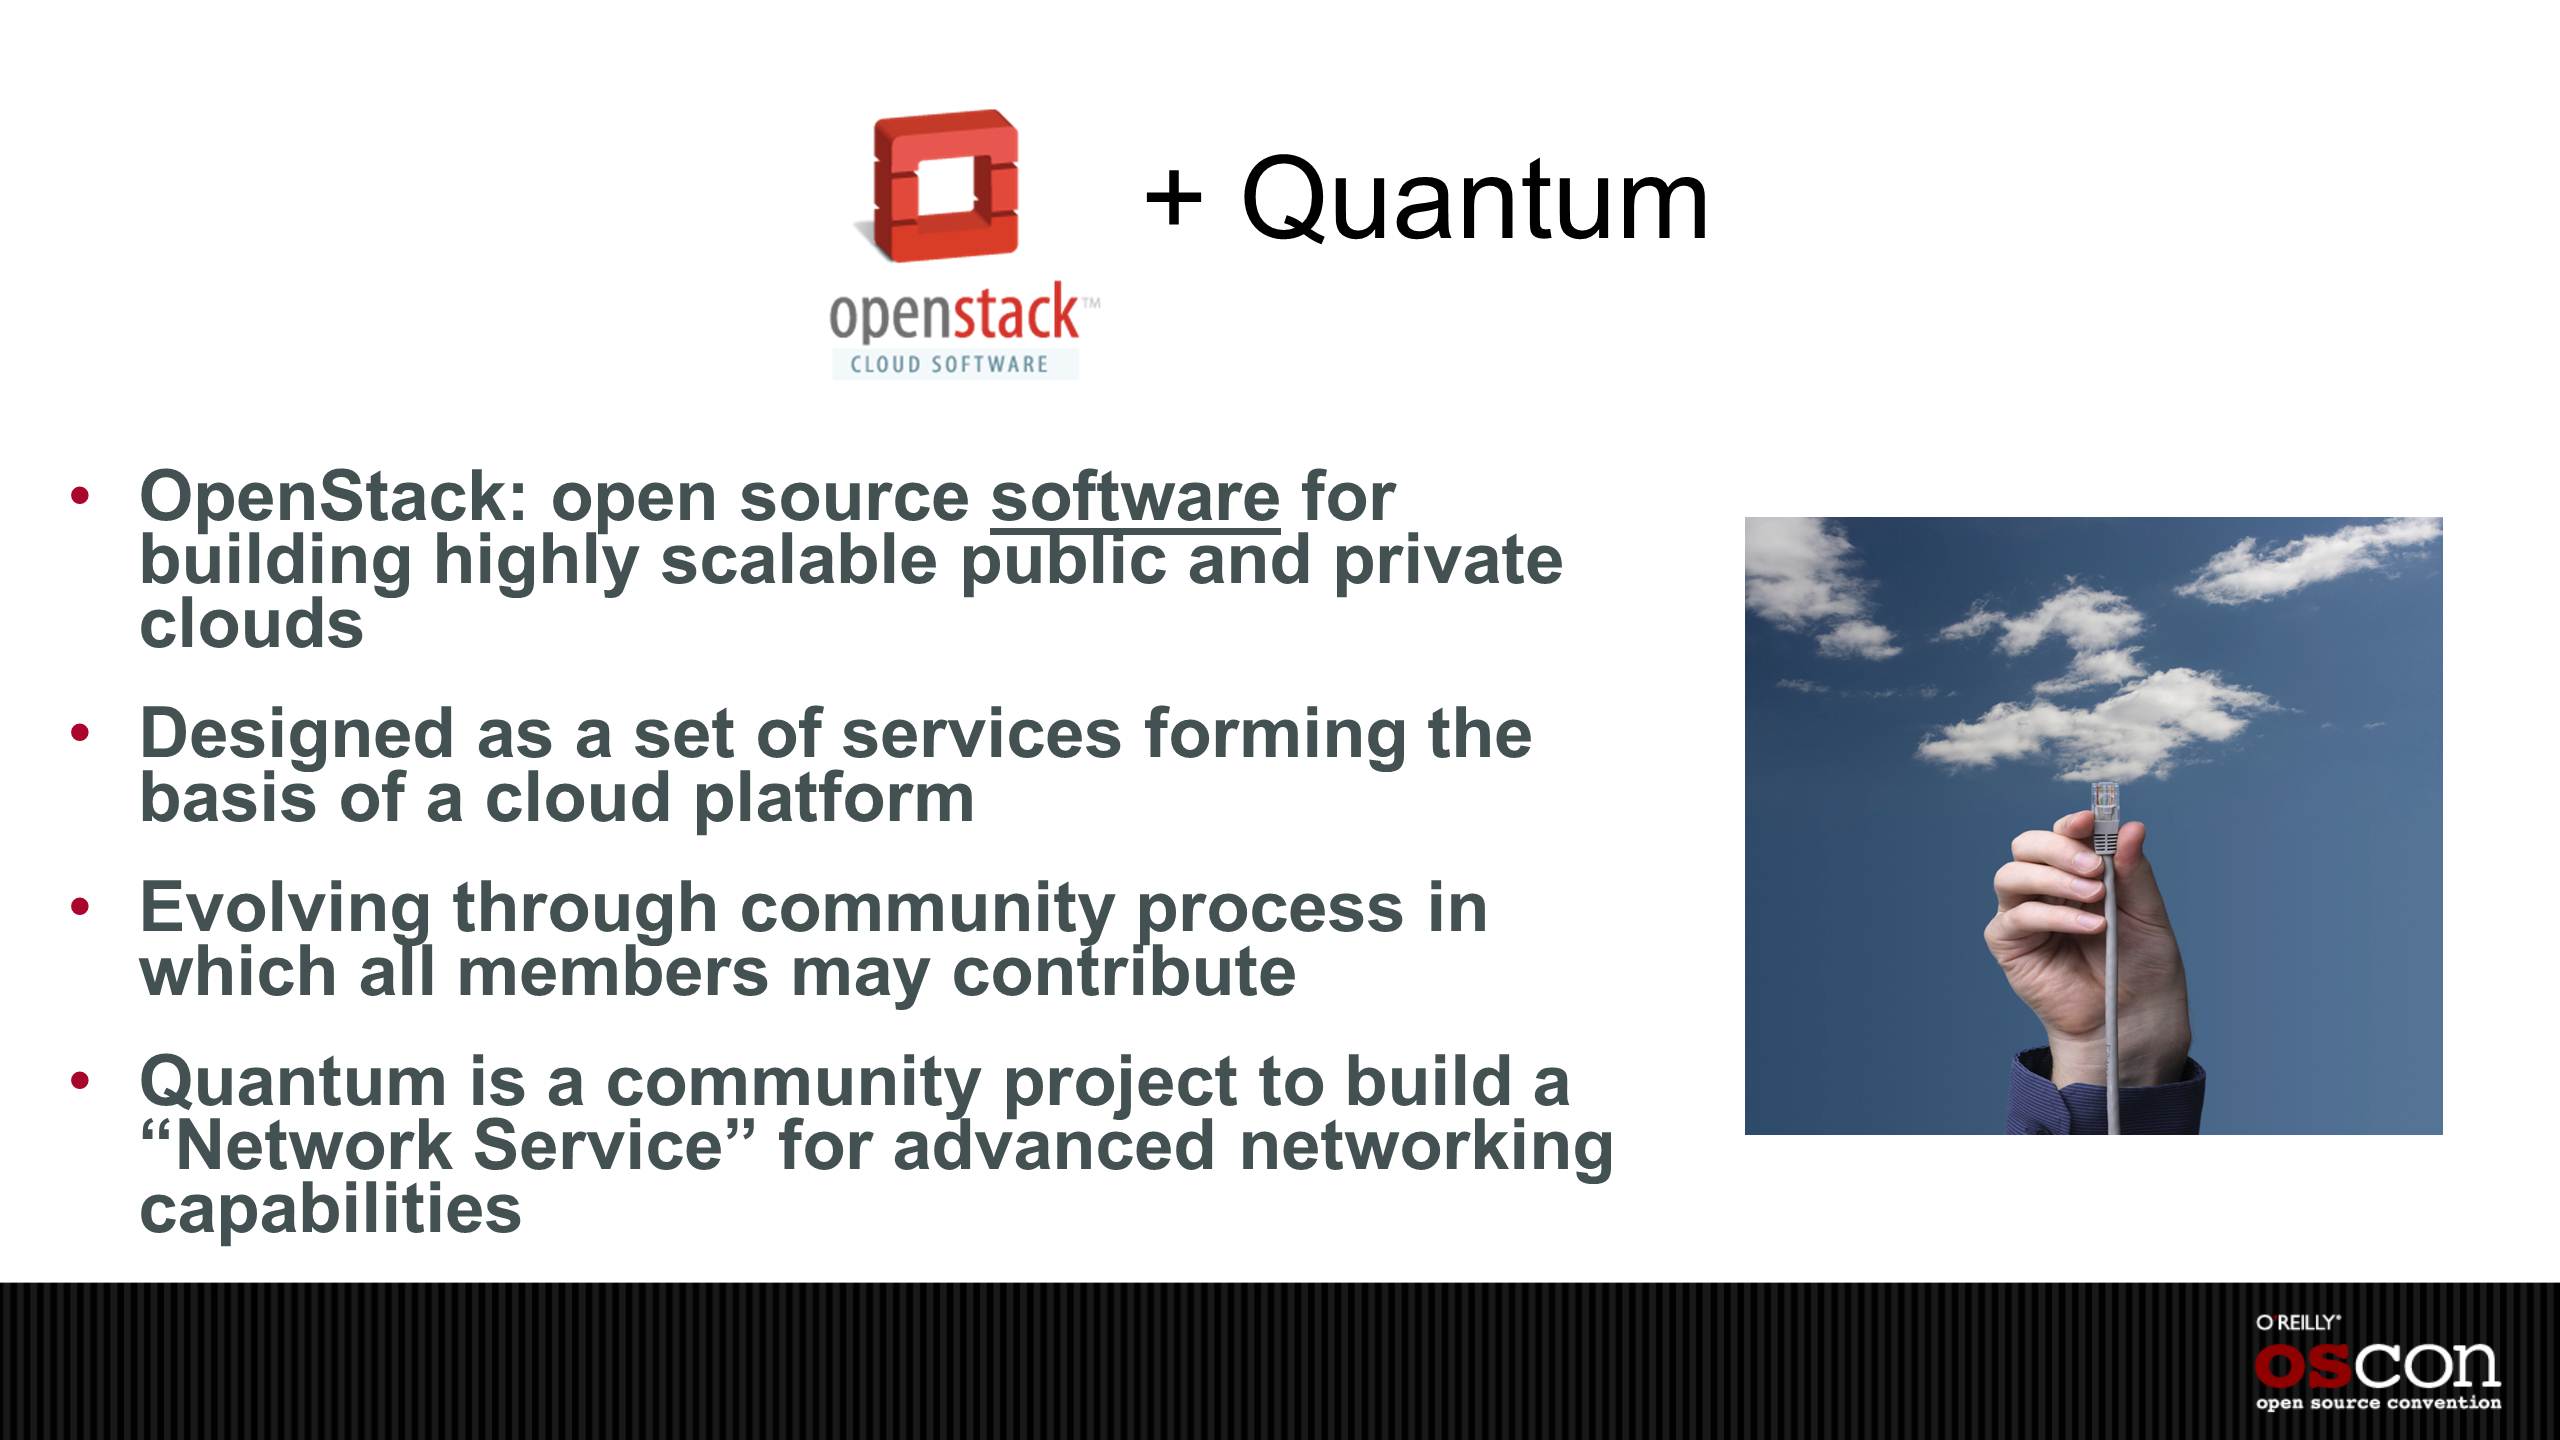 + Quantum
openstack™
CLOUD SOFTWARE
• OpenStack: open source software for
building highly scalable public and private
clouds
• Designed as a set of services forming the
basis of a cloud platform
• Evolving through community process in
which all members may contribute
• Quantum is a community project to build a
“Network Service” for advanced networking
capabilities
O'REILLY®
oscon
open source convention